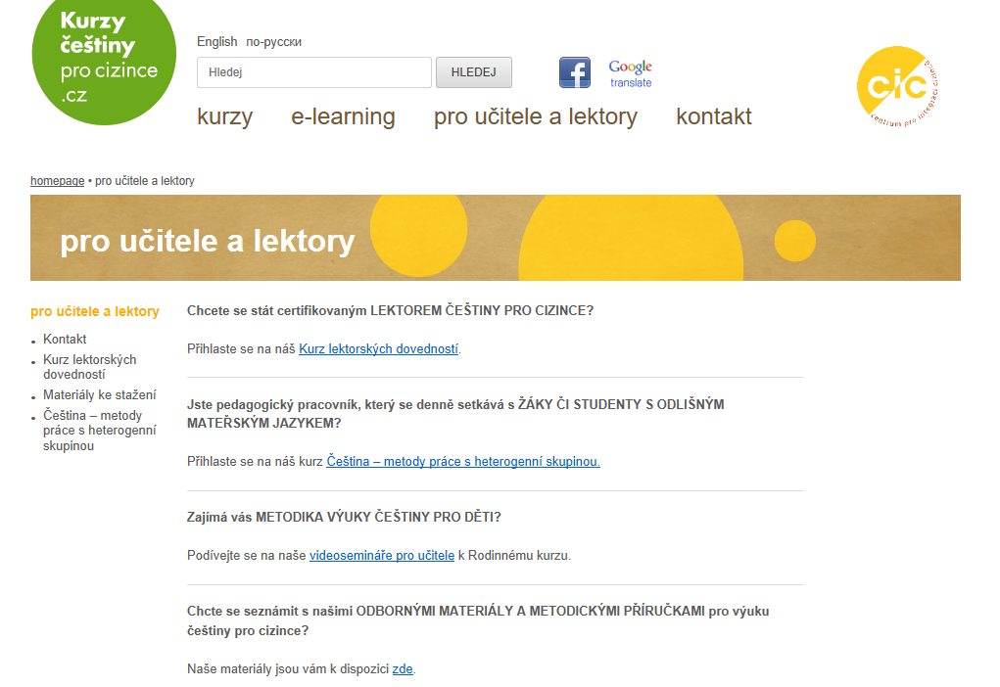 Kurzy
češtiny
pro cizince
.cz
English по-русски
Hledej HLEDEJ
Google
translate
kurzy e-learning pro učitele a lektory kontakt
cic
centrum pro integraci cizinců
homepage • pro učitele a lektory
pro učitele a lektory
pro učitele a lektory
Kontakt
Kurz lektorských
dovedností
Materiály ke stažení
Čeština – metody
práce s heterogenní
skupinou
Chcete se stát certifikovaným LEKTOREM ČEŠTINY PRO CIZINCE?
Přihlaste se na náš Kurz lektorských dovedností.
Jste pedagogický pracovník, který se denně setkává s ŽÁKY ČI STUDENTY S ODLIŠNÝM
MATEŘSKÝM JAZYKEM?
Přihlaste se na náš kurz Čeština – metody práce s heterogenní skupinou.
Zajímá vás METODIKA VÝUKY ČEŠTINY PRO DĚTI?
Podívejte se na naše videosemináře pro učitele k Rodinnému kurzu.
Chcte se seznámit s našimi ODBORNÝMI MATERIÁLY A METODICKÝMI PŘÍRUČKAMI pro výuku
češtiny pro cizince?
Naše materiály jsou vám k dispozici zde.